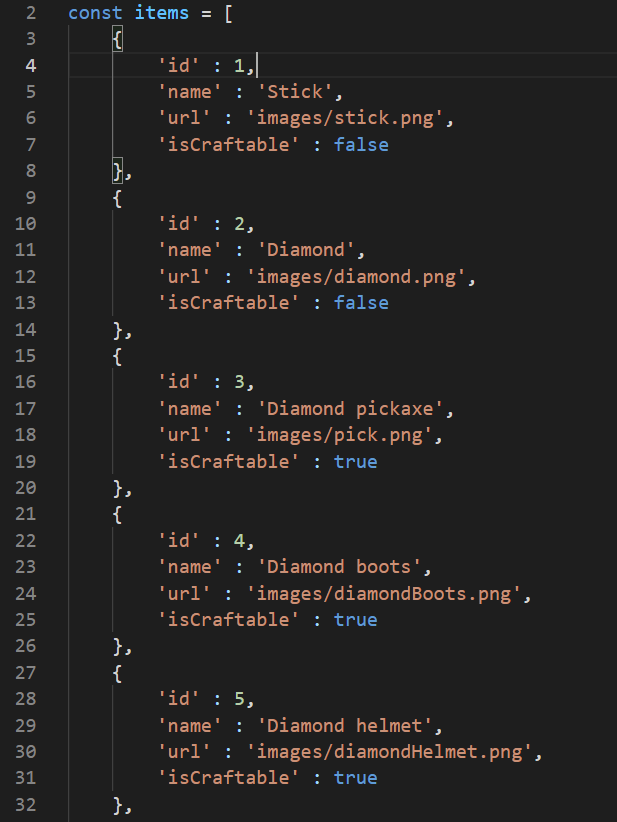 2 const items = [
3 {
4 'id' : 1,
5 'name' : 'Stick',
6 'url' : 'images/stick.png',
7 'isCraftable' : false
8 },
9 {
10 'id' : 2,
11 'name' : 'Diamond',
12 'url' : 'images/diamond.png',
13 'isCraftable' : false
14 },
15 {
16 'id' : 3,
17 'name' : 'Diamond pickaxe',
18 'url' : 'images/pick.png',
19 'isCraftable' : true
20 },
21 {
22 'id' : 4,
23 'name' : 'Diamond boots',
24 'url' : 'images/diamondBoots.png',
25 'isCraftable' : true
26 },
27 {
28 'id' : 5,
29 'name' : 'Diamond helmet',
30 'url' : 'images/diamondHelmet.png',
31 'isCraftable' : true
32 },